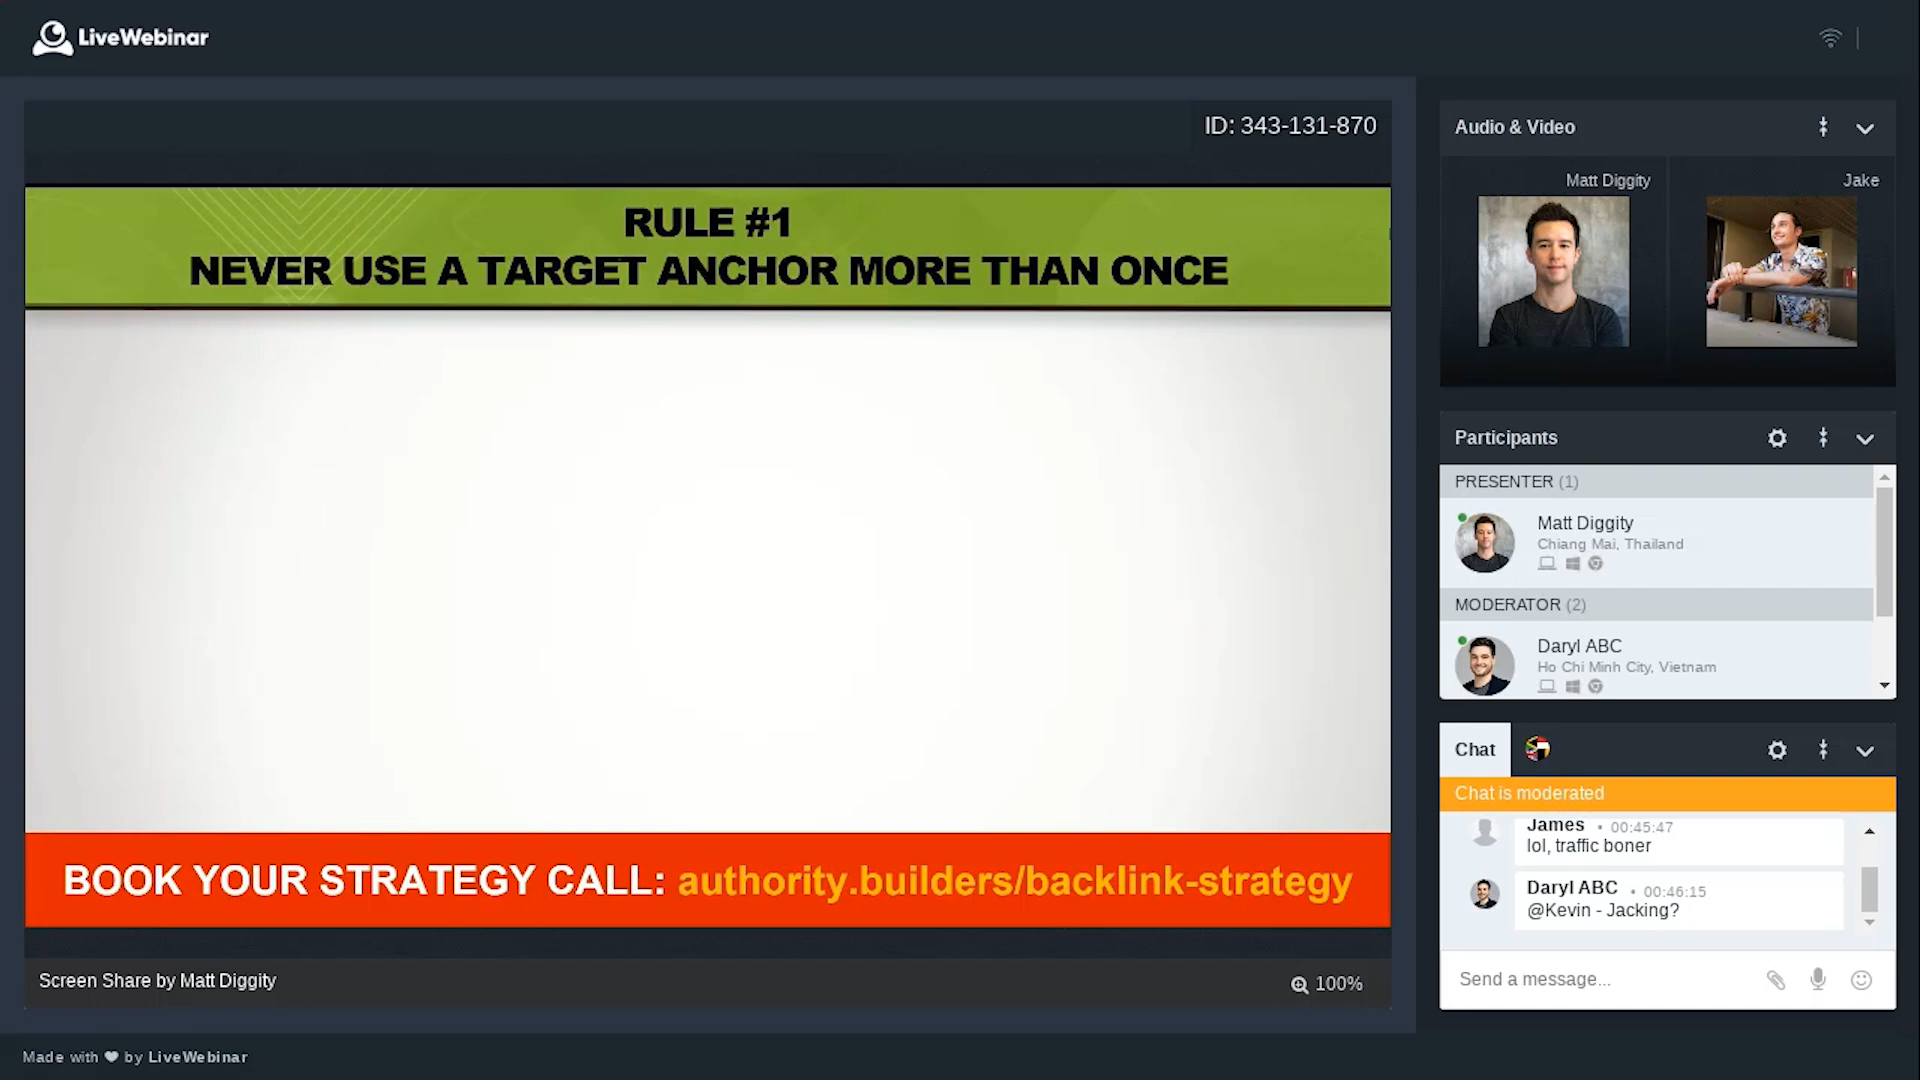 LiveWebinar
ID: 343-131-870
RULE #1
NEVER USE A TARGET ANCHOR MORE THAN ONCE
BOOK YOUR STRATEGY CALL: authority.builders/backlink-strategy
Screen Share by Matt Diggity
100%
Made with ❤ by LiveWebinar
Audio & Video
Matt Diggity
Jake
Participants
PRESENTER (1)
Matt Diggity
Chiang Mai, Thailand
MODERATOR (2)
Daryl ABC
Ho Chi Minh City, Vietnam
Chat
Chat is moderated
James • 00:45:47
lol, traffic boner
Daryl ABC • 00:46:15
@Kevin - Jacking?
Send a message...